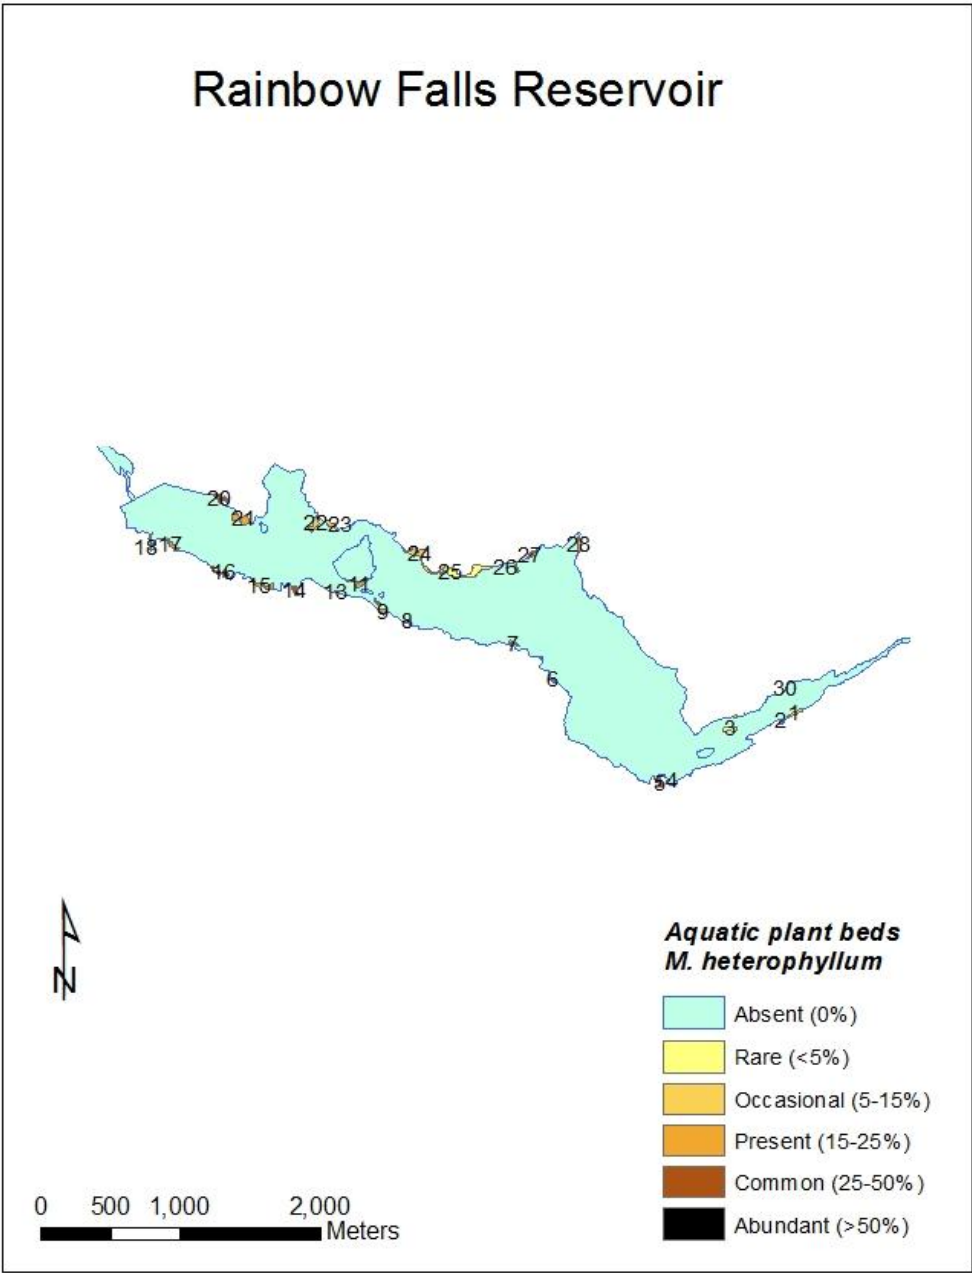 Rainbow Falls Reservoir
20
21
22 23
18 17
24
27 28
25 26
16
15 14 13 11
9 8
7
6
30
1
2
3
54
N
Aquatic plant beds
M. heterophyllum
Absent (0%)
Rare (<5%)
Occasional (5-15%)
Present (15-25%)
Common (25-50%)
Abundant (>50%)
0 500 1,000 2,000
Meters